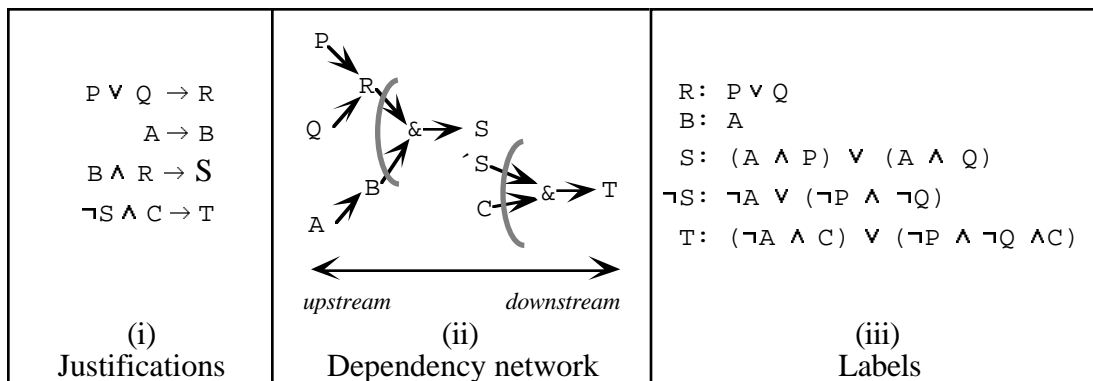 P ∨ Q → R
A → B
B ∧ R → S
¬S ∧ C → T
(i)
Justifications
P
R
Q
&
S
´S
B
C
&
T
A
upstream
downstream
(ii)
Dependency network
R: P ∨ Q
B: A
S: (A ∧ P) ∨ (A ∧ Q)
¬S: ¬A ∨ (¬P ∧ ¬Q)
T: (¬A ∧ C) ∨ (¬P ∧ ¬Q ∧C)
(iii)
Labels